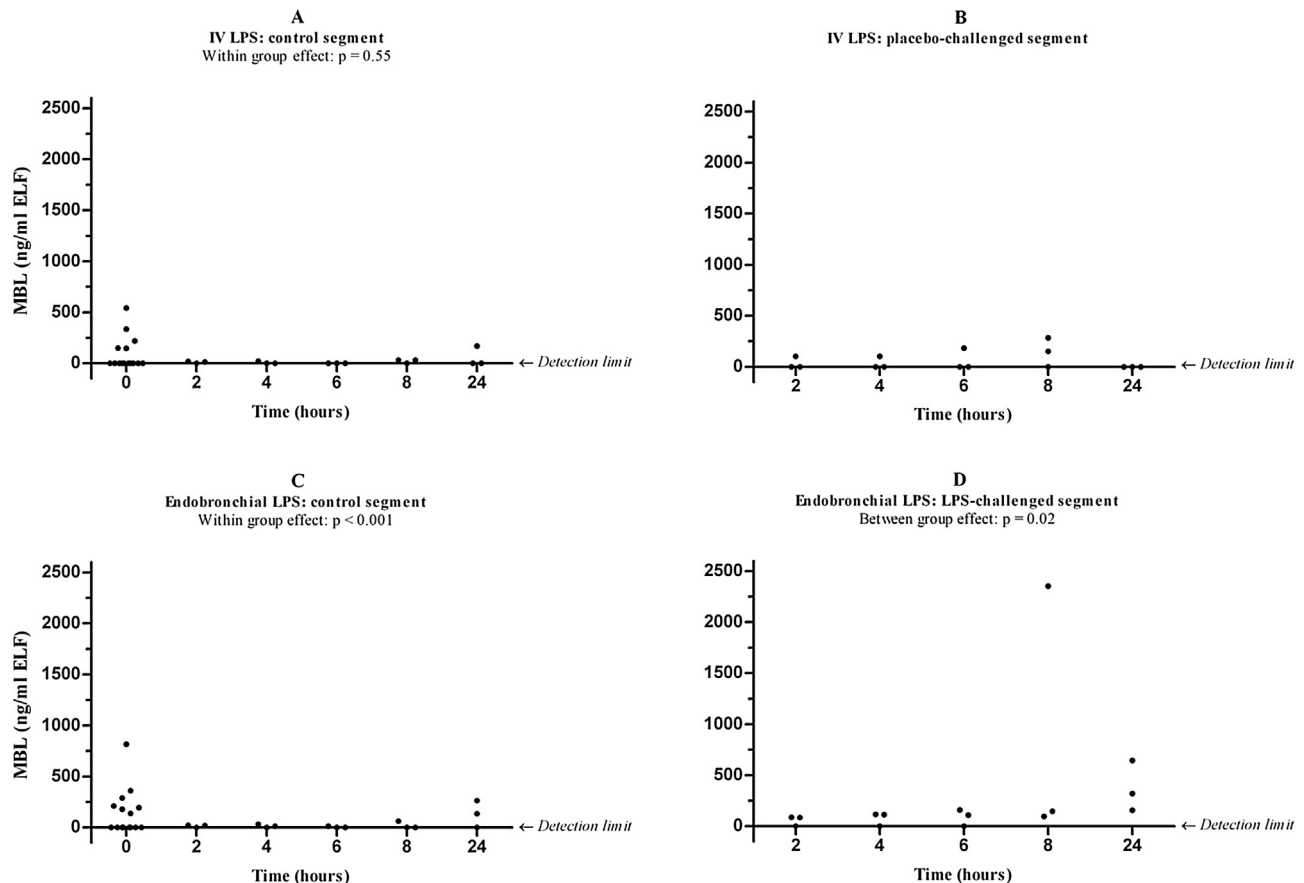 A
IV LPS: control segment
Within group effect: p = 0.55
2500
2000
1500
1000
500
0
MBL (ng/ml ELF)
← Detection limit
0 2 4 6 8 24
Time (hours)
B
IV LPS: placebo-challenged segment
2500
2000
1500
1000
500
0
← Detection limit
2 4 6 8 24
Time (hours)
C
Endobronchial LPS: control segment
Within group effect: p < 0.001
2500
2000
1500
1000
500
0
MBL (ng/ml ELF)
← Detection limit
0 2 4 6 8 24
Time (hours)
D
Endobronchial LPS: LPS-challenged segment
Between group effect: p = 0.02
2500
2000
1500
1000
500
0
← Detection limit
2 4 6 8 24
Time (hours)